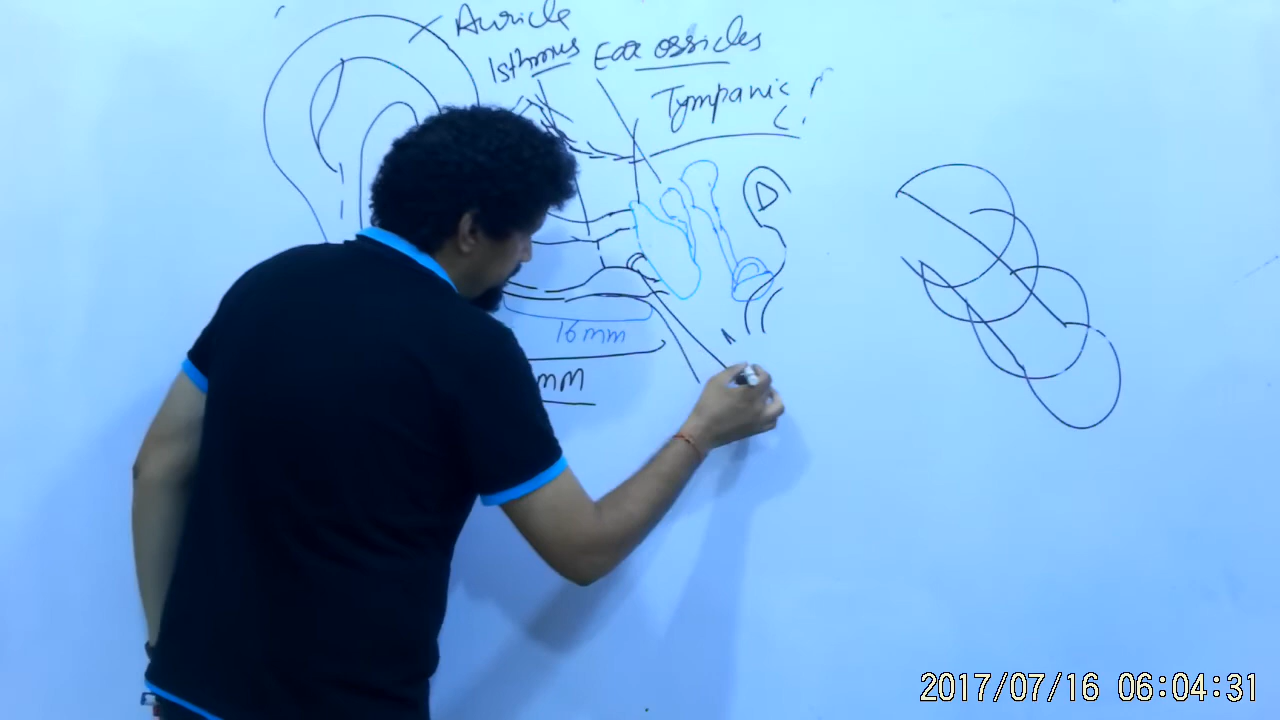 Auricle
Isthmus
Ear ossicles
Tympanic
16mm
mm
2017/07/16 06:04:31